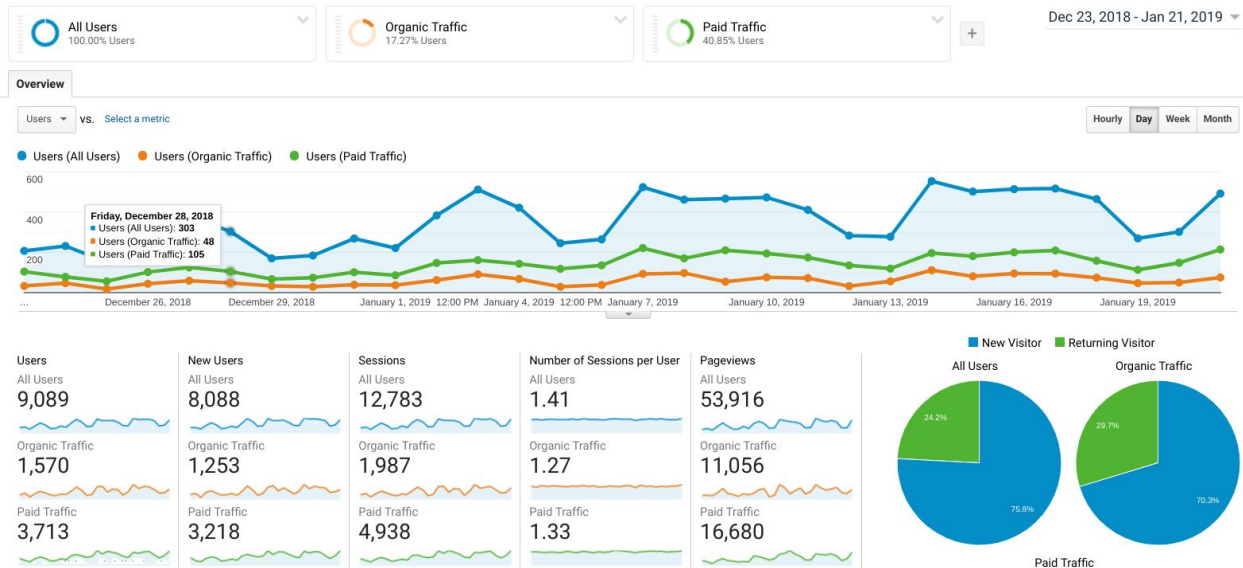 All Users
100.00% Users
Organic Traffic
17.27% Users
Paid Traffic
40.85% Users
+
Dec 23, 2018 - Jan 21, 2019
Overview
Users vs. Select a metric
Hourly Day Week Month
Users (All Users) Users (Organic Traffic) Users (Paid Traffic)
600
400
200
Friday, December 28, 2018
Users (All Users): 303
Users (Organic Traffic): 48
Users (Paid Traffic): 105
... December 26, 2018 December 29, 2018 January 1, 2019 12:00 PM January 4, 2019 12:00 PM January 7, 2019 January 10, 2019 January 13, 2019 January 16, 2019 January 19, 2019
Users
All Users
9,089
Organic Traffic
1,570
Paid Traffic
3,713
New Users
All Users
8,088
Organic Traffic
1,253
Paid Traffic
3,218
Sessions
All Users
12,783
Organic Traffic
1,987
Paid Traffic
4,938
Number of Sessions per User
All Users
1.41
Organic Traffic
1.27
Paid Traffic
1.33
Pageviews
All Users
53,916
Organic Traffic
11,056
Paid Traffic
16,680
New Visitor Returning Visitor
All Users
24.2%
75.8%
Organic Traffic
29.7%
70.3%
Paid Traffic